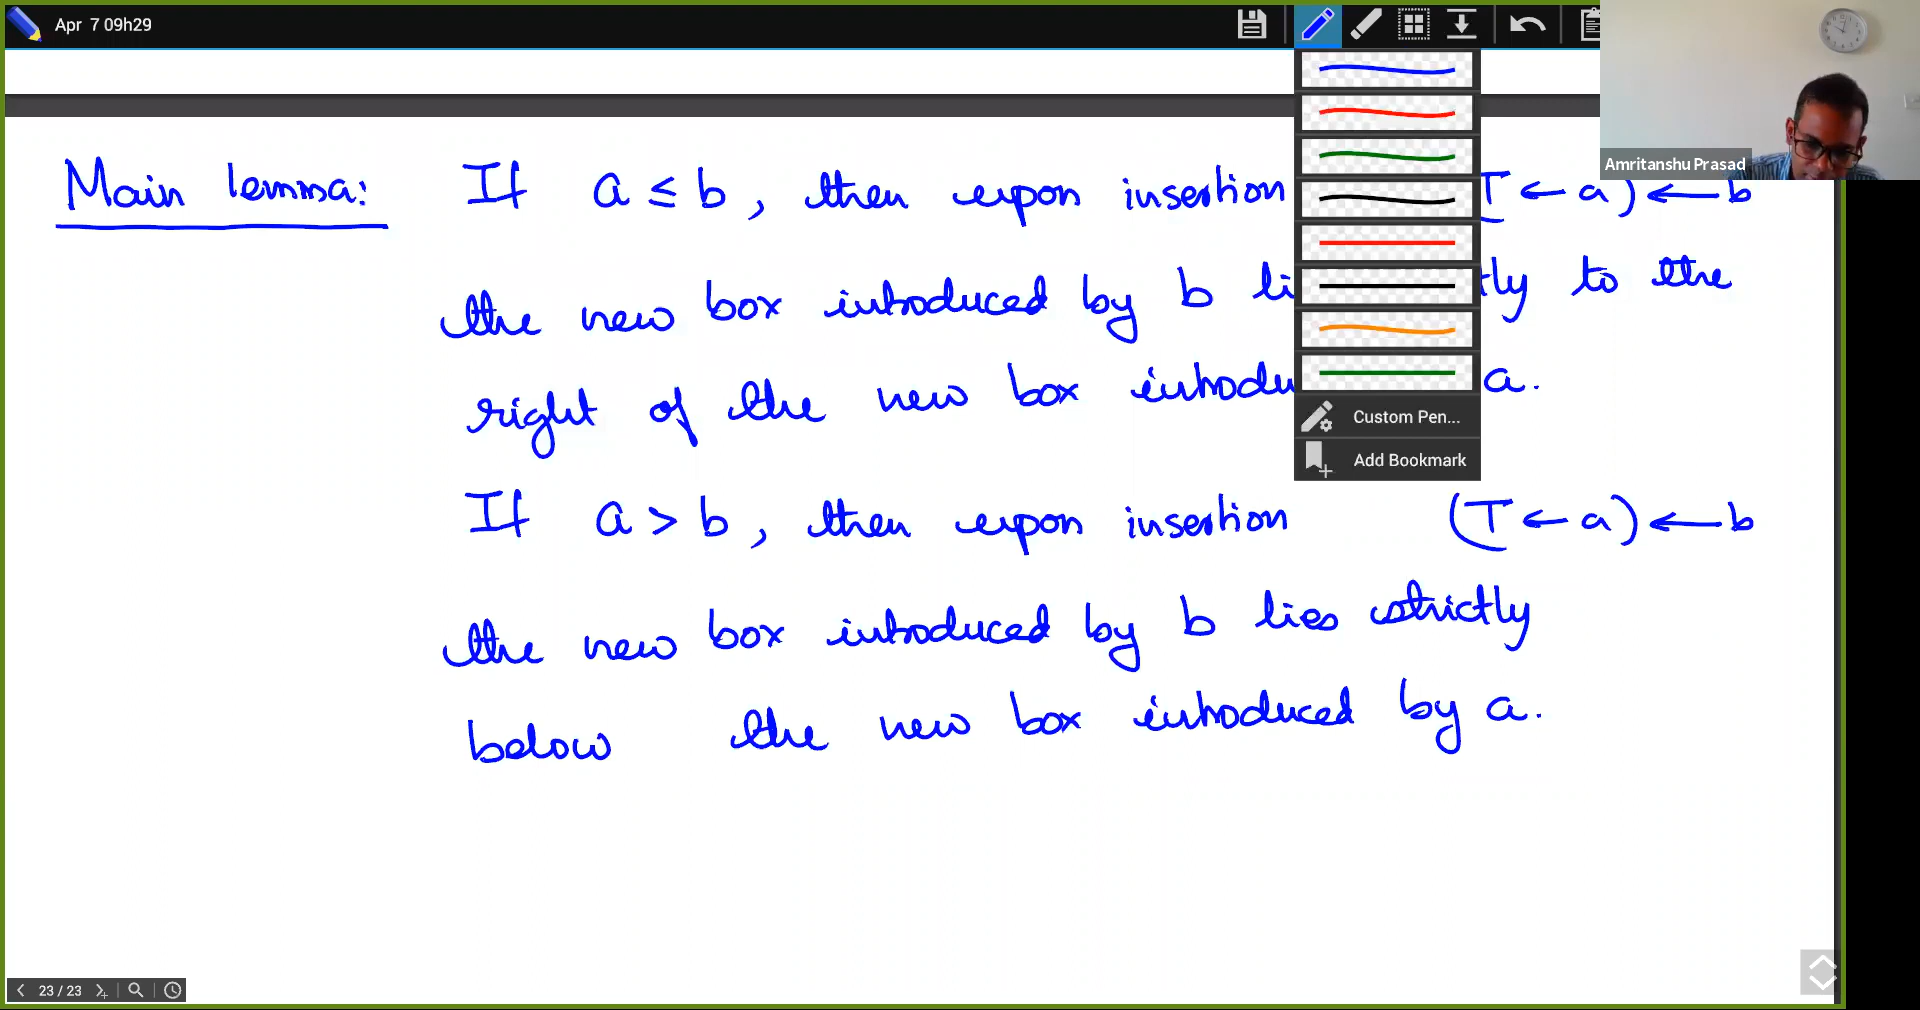 Apr 7 09h29
Amritanshu Prasad
Main lemma: If a ≤ b, then upon insertion T ← a) ← b
the new box introduced by b li tly to the
right of the new box introdu a.
Custom Pen...
Add Bookmark
If a > b, then upon insertion (T ← a) ← b
the new box introduced by b lies strictly
below the new box introduced by a.
23 / 23